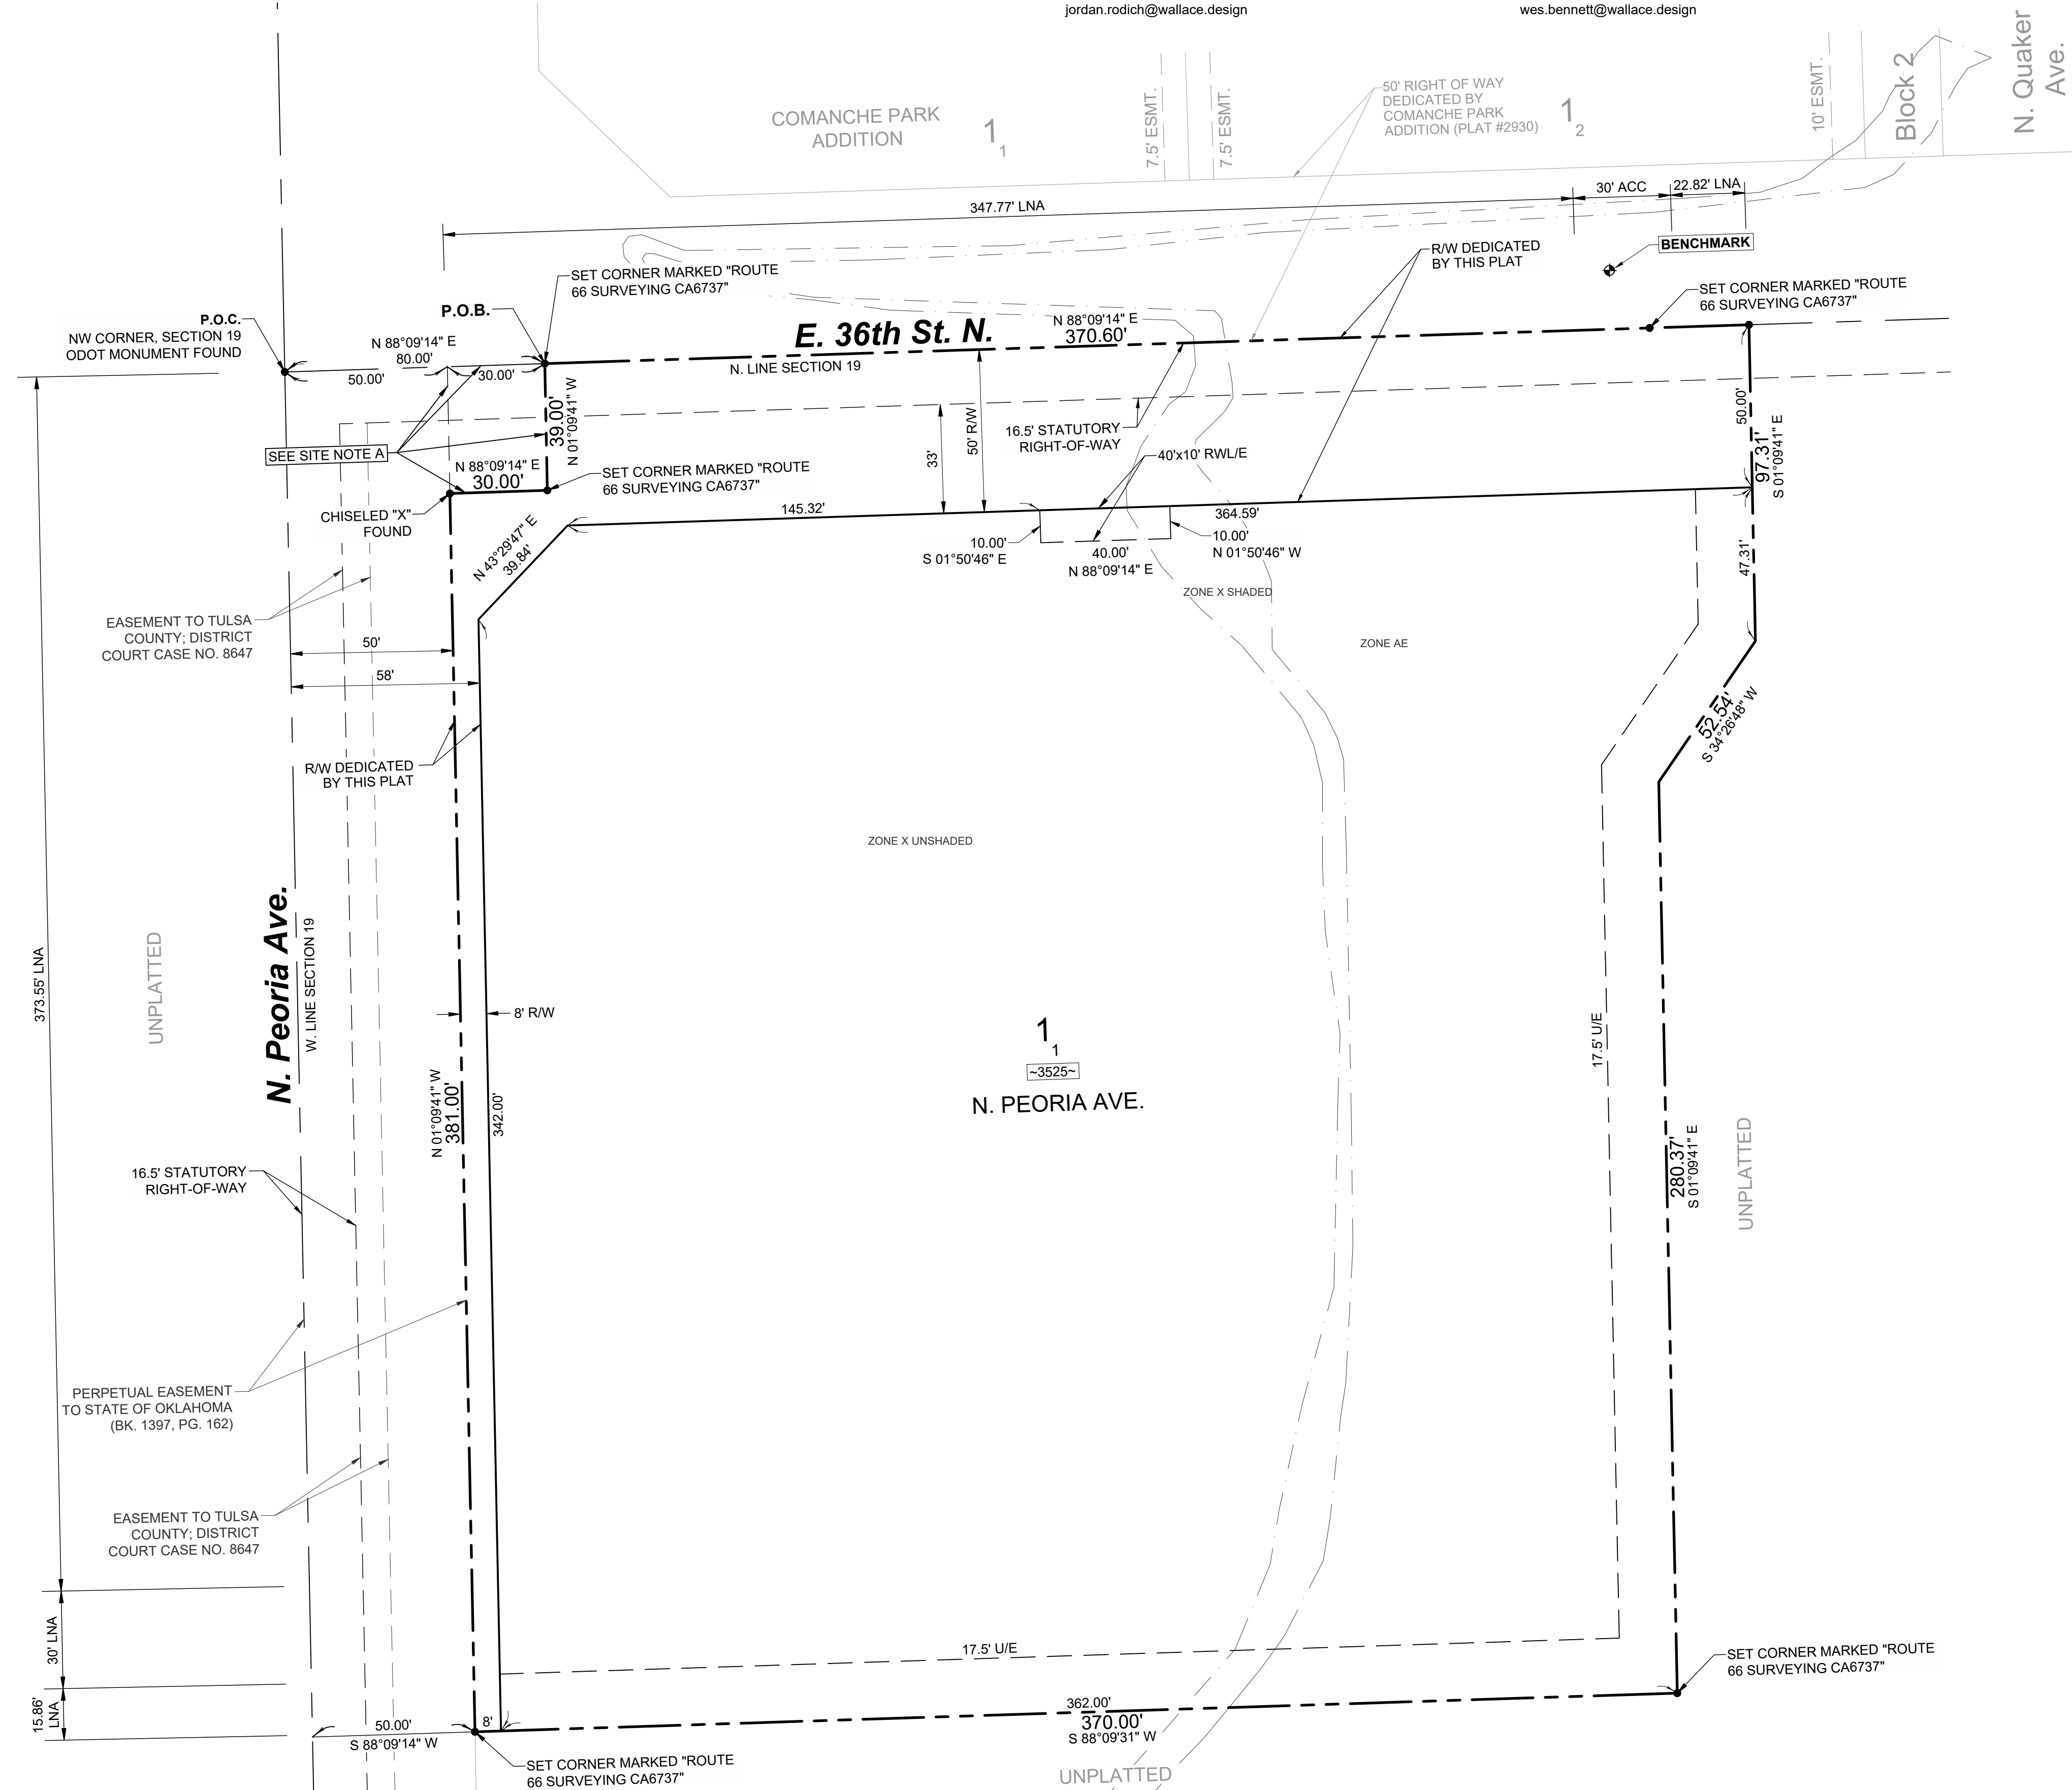 jordan.rodich@wallace.design
wes.bennett@wallace.design
N. Quaker
Ave.
Block 2
10' ESMT.
COMANCHE PARK
ADDITION
1
1
7.5' ESMT.
7.5' ESMT.
50' RIGHT OF WAY
DEDICATED BY
COMANCHE PARK
ADDITION (PLAT #2930)
1
2
347.77' LNA
30' ACC
22.82' LNA
BENCHMARK
R/W DEDICATED
BY THIS PLAT
SET CORNER MARKED "ROUTE
66 SURVEYING CA6737"
SET CORNER MARKED "ROUTE
66 SURVEYING CA6737"
P.O.B.
P.O.C.
NW CORNER, SECTION 19
ODOT MONUMENT FOUND
N 88°09'14" E
80.00'
50.00'
30.00'
E. 36th St. N.
N. LINE SECTION 19
N 88°09'14" E
370.60'
39.00'
N 01°09'41" W
50' R/W
33'
16.5' STATUTORY
RIGHT-OF-WAY
40'x10' RWL/E
50.00'
97.31'
S 01°09'41" E
SEE SITE NOTE A
N 88°09'14" E
30.00'
SET CORNER MARKED "ROUTE
66 SURVEYING CA6737"
CHISELED "X"
FOUND
145.32'
364.59'
N 43°29'47" E
39.84'
10.00'
S 01°50'46" E
40.00'
N 88°09'14" E
10.00'
N 01°50'46" W
47.31'
ZONE X SHADED
ZONE AE
EASEMENT TO TULSA
COUNTY; DISTRICT
COURT CASE NO. 8647
50'
58'
52.54'
S 34°26'48" W
R/W DEDICATED
BY THIS PLAT
ZONE X UNSHADED
373.55' LNA
UNPLATTED
N. Peoria Ave.
W. LINE SECTION 19
8' R/W
N 01°09'41" W
381.00'
342.00'
1
1
~3525~
N. PEORIA AVE.
17.5' U/E
280.37'
S 01°09'41" E
UNPLATTED
16.5' STATUTORY
RIGHT-OF-WAY
PERPETUAL EASEMENT
TO STATE OF OKLAHOMA
(BK. 1397, PG. 162)
EASEMENT TO TULSA
COUNTY; DISTRICT
COURT CASE NO. 8647
30' LNA
15.86'
LNA
17.5' U/E
SET CORNER MARKED "ROUTE
66 SURVEYING CA6737"
50.00'
S 88°09'14" W
8'
362.00'
370.00'
S 88°09'31" W
SET CORNER MARKED "ROUTE
66 SURVEYING CA6737"
UNPLATTED